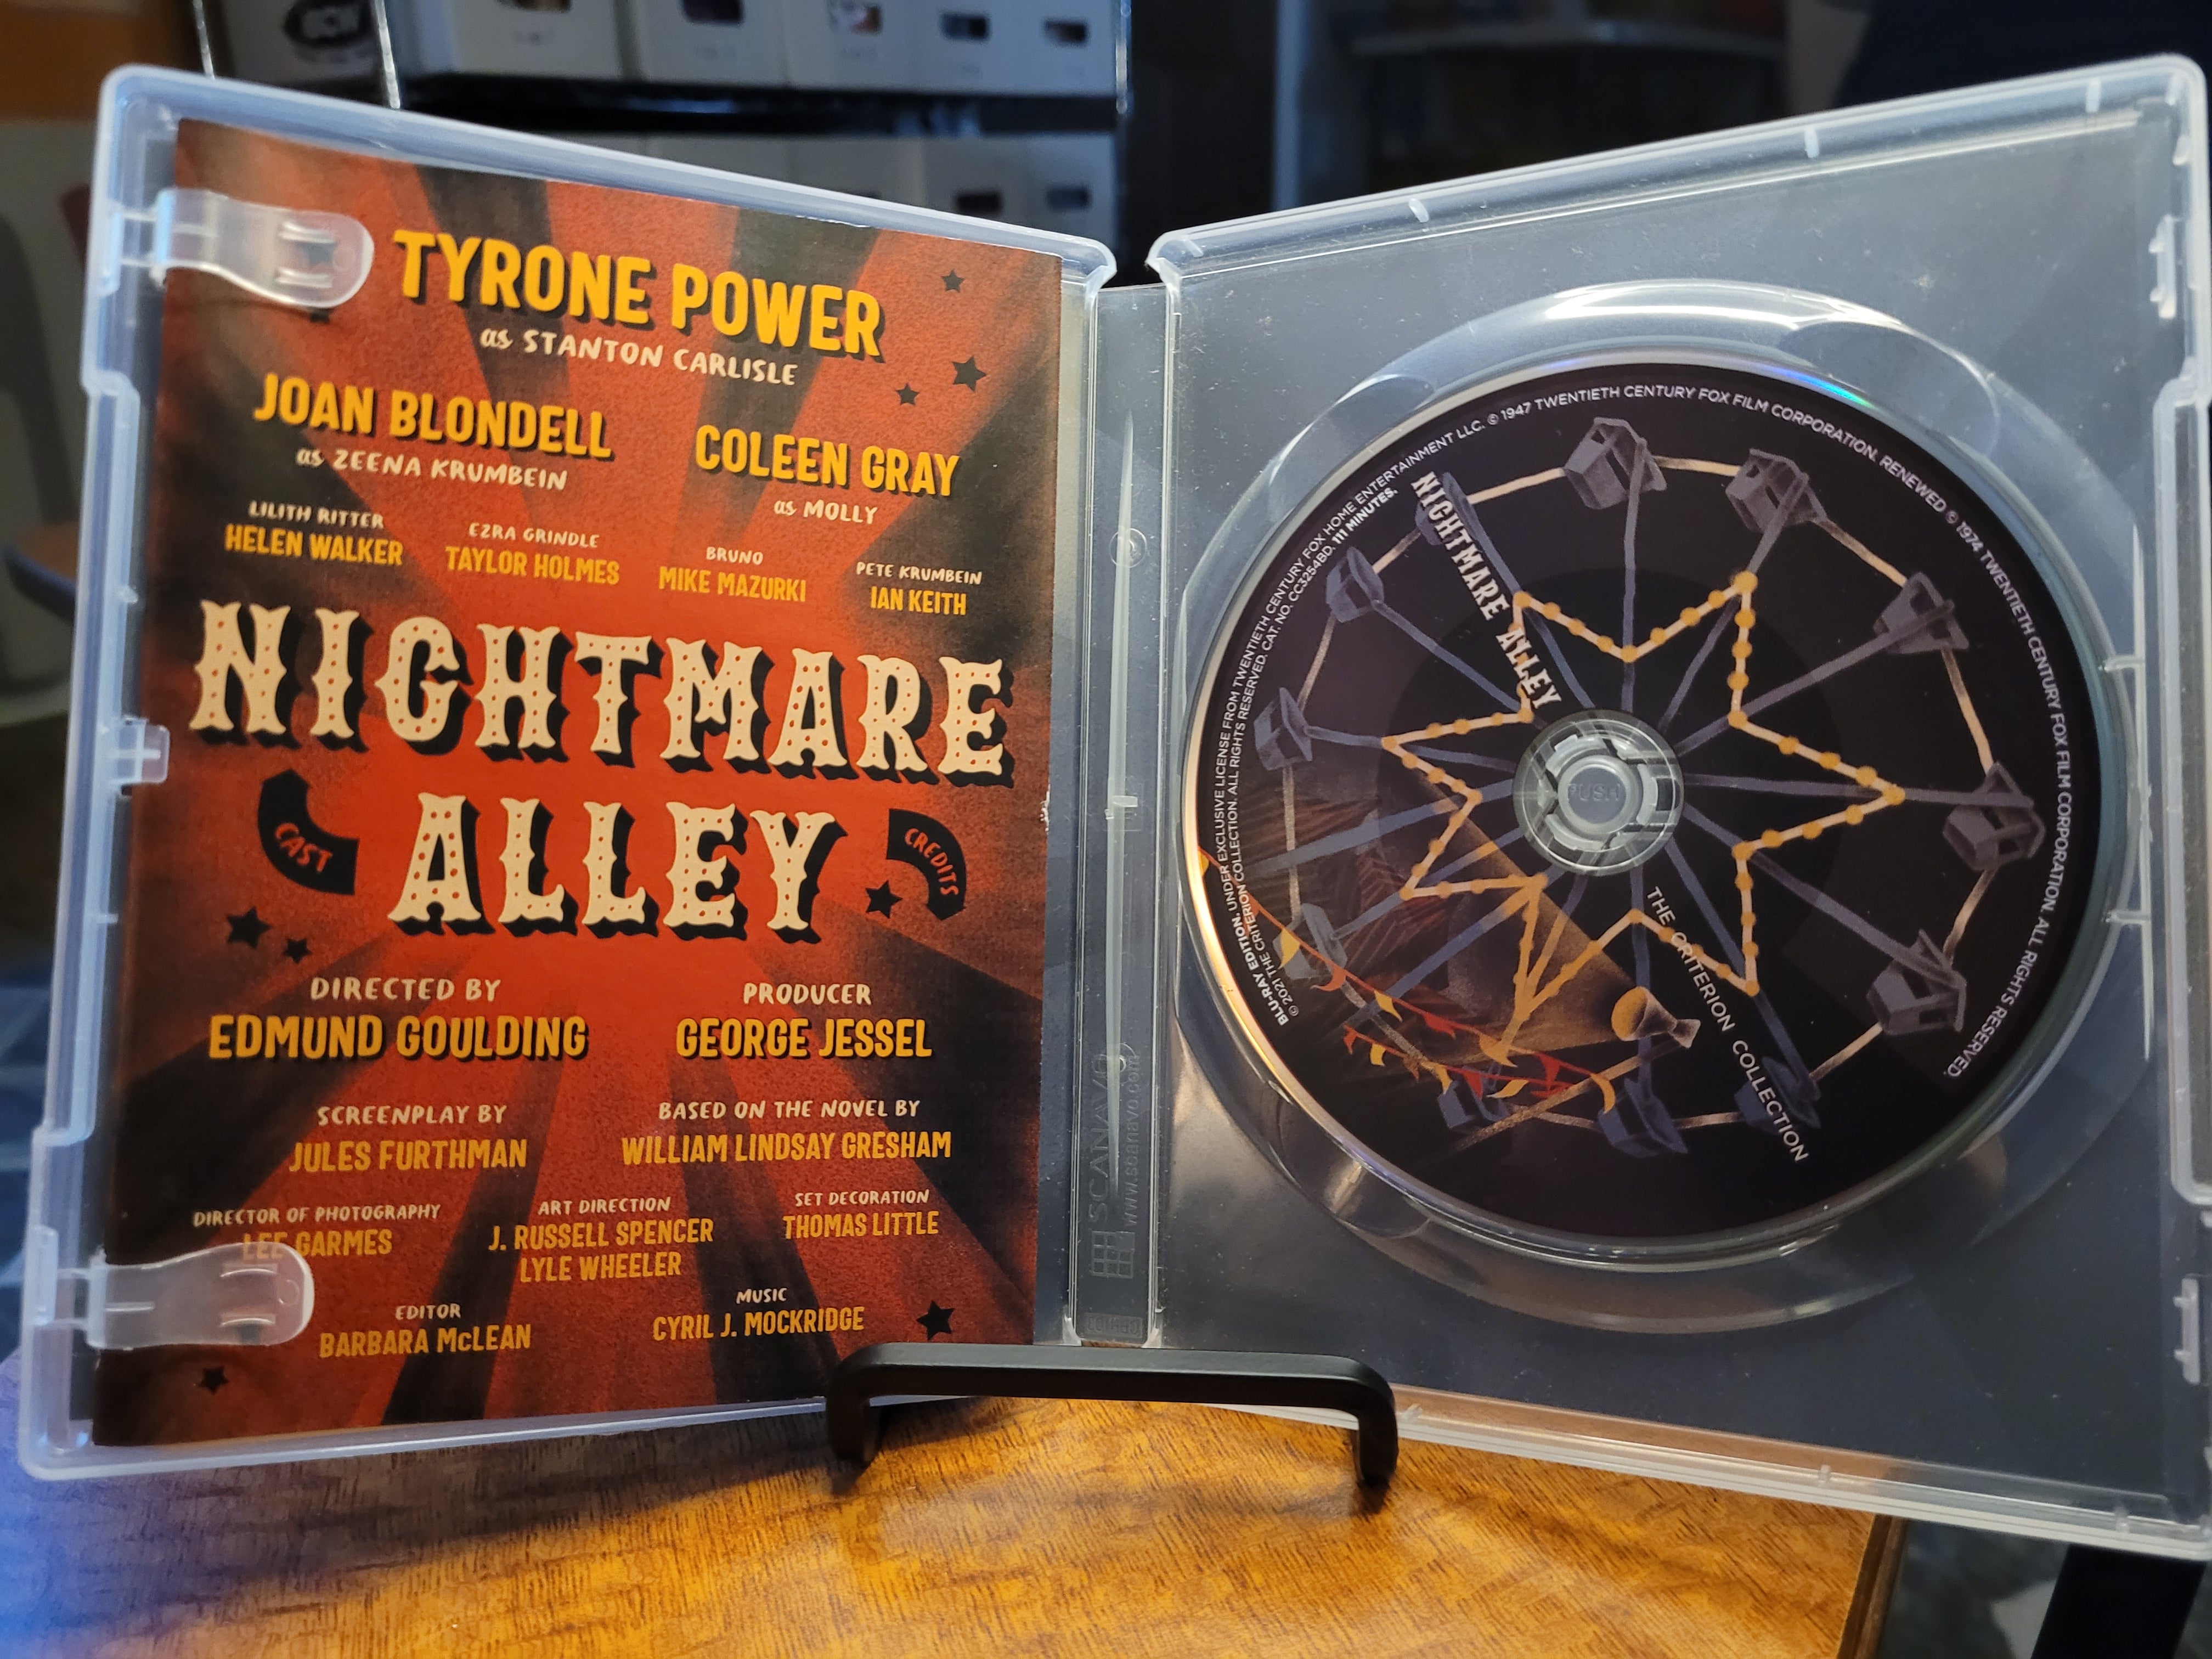 TYRONE POWER
as STANTON CARLISLE
JOAN BLONDELL
as ZEENA KRUMBEIN
COLEEN GRAY
as MOLLY
LILITH RITTER
HELEN WALKER
EZRA GRINDLE
TAYLOR HOLMES
BRUNO
MIKE MAZURKI
PETE KRUMBEIN
IAN KEITH
NIGHTMARE
ALLEY
CAST
CREDITS
DIRECTED BY
EDMUND GOULDING
PRODUCER
GEORGE JESSEL
SCREENPLAY BY
JULES FURTHMAN
BASED ON THE NOVEL BY
WILLIAM LINDSAY GRESHAM
DIRECTOR OF PHOTOGRAPHY
LEE GARMES
ART DIRECTION
J. RUSSELL SPENCER
LYLE WHEELER
SET DECORATION
THOMAS LITTLE
EDITOR
BARBARA McLEAN
MUSIC
CYRIL J. MOCKRIDGE
SCANAVO
www.scanavo.com
BLU-RAY EDITION. UNDER EXCLUSIVE LICENSE FROM TWENTIETH CENTURY FOX HOME ENTERTAINMENT LLC. © 1947 TWENTIETH CENTURY FOX FILM CORPORATION. RENEWED © 1974 TWENTIETH CENTURY FOX FILM CORPORATION. ALL RIGHTS RESERVED.
© 2021 THE CRITERION COLLECTION. ALL RIGHTS RESERVED. CAT. NO. CC3254BD. 111 MINUTES.
NIGHTMARE ALLEY
PUSH
THE CRITERION COLLECTION